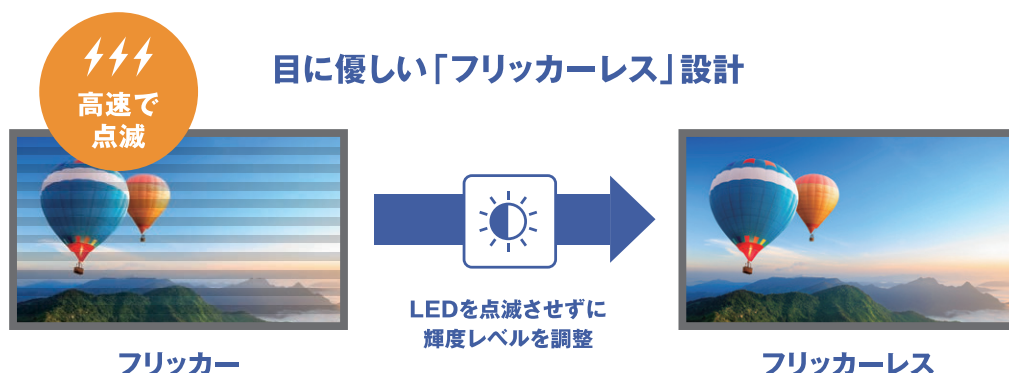 高速で
点滅
目に優しい「フリッカーレス」設計
LEDを点滅させずに
輝度レベルを調整
フリッカー
フリッカーレス